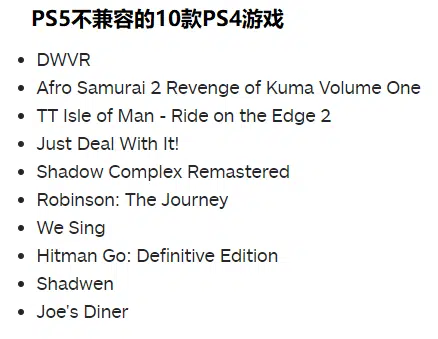 PS5不兼容的10款PS4游戏
DWVR
Afro Samurai 2 Revenge of Kuma Volume One
TT Isle of Man - Ride on the Edge 2
Just Deal With It!
Shadow Complex Remastered
Robinson: The Journey
We Sing
Hitman Go: Definitive Edition
Shadwen
Joe's Diner